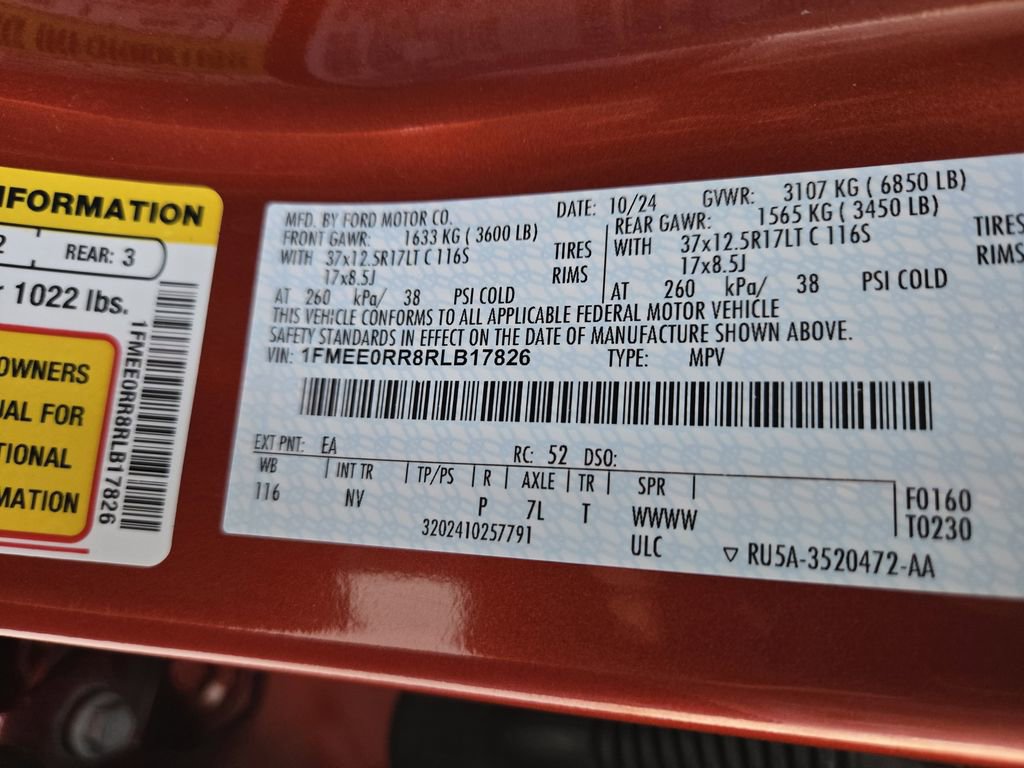 INFORMATION
2 REAR: 3
1022 lbs.
OWNERS
UAL FOR
TIONAL
MATION
1FMEE0RR8RLB17826
MFD. BY FORD MOTOR CO. DATE: 10/24 GVWR: 3107 KG ( 6850 LB)
FRONT GAWR: 1633 KG ( 3600 LB) REAR GAWR: 1565 KG ( 3450 LB)
WITH 37x12.5R17LT C 116S TIRES WITH 37x12.5R17LT C 116S TIRES
17x8.5J RIMS 17x8.5J RIMS
AT 260 kPa/ 38 PSI COLD AT 260 kPa/ 38 PSI COLD
THIS VEHICLE CONFORMS TO ALL APPLICABLE FEDERAL MOTOR VEHICLE
SAFETY STANDARDS IN EFFECT ON THE DATE OF MANUFACTURE SHOWN ABOVE.
VIN: 1FMEE0RR8RLB17826 TYPE: MPV
EXT PNT: EA RC: 52 DSO:
WB INT TR TP/PS R AXLE TR SPR
116 NV P 7L T WWWW F0160
T0230
3202410257791 ULC ▽ RU5A-3520472-AA